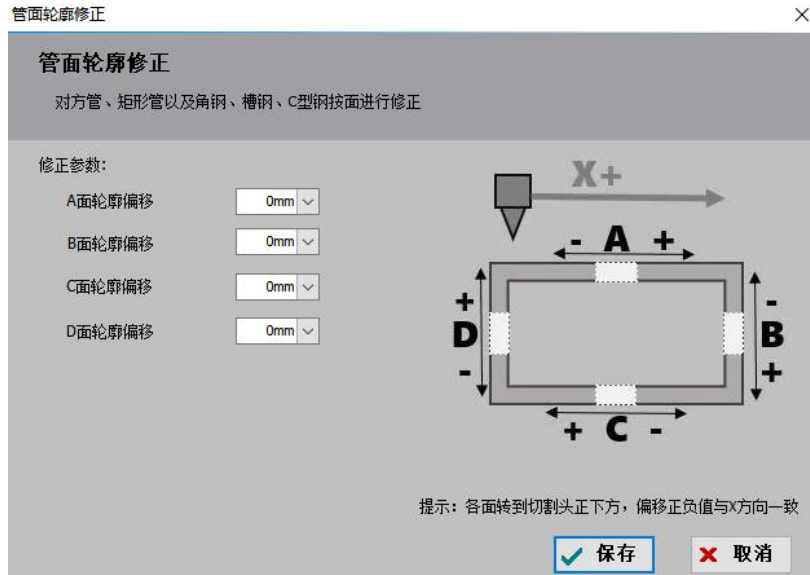 管面轮廓修正
管面轮廓修正
对方管、矩形管以及角钢、槽钢、C型钢按面进行修正
修正参数:
A面轮廓偏移 0mm
B面轮廓偏移 0mm
C面轮廓偏移 0mm
D面轮廓偏移 0mm
X+
- A +
+ D -
- B +
+ C -
提示：各面转到切割头正下方，偏移正负值与X方向一致
保存 取消